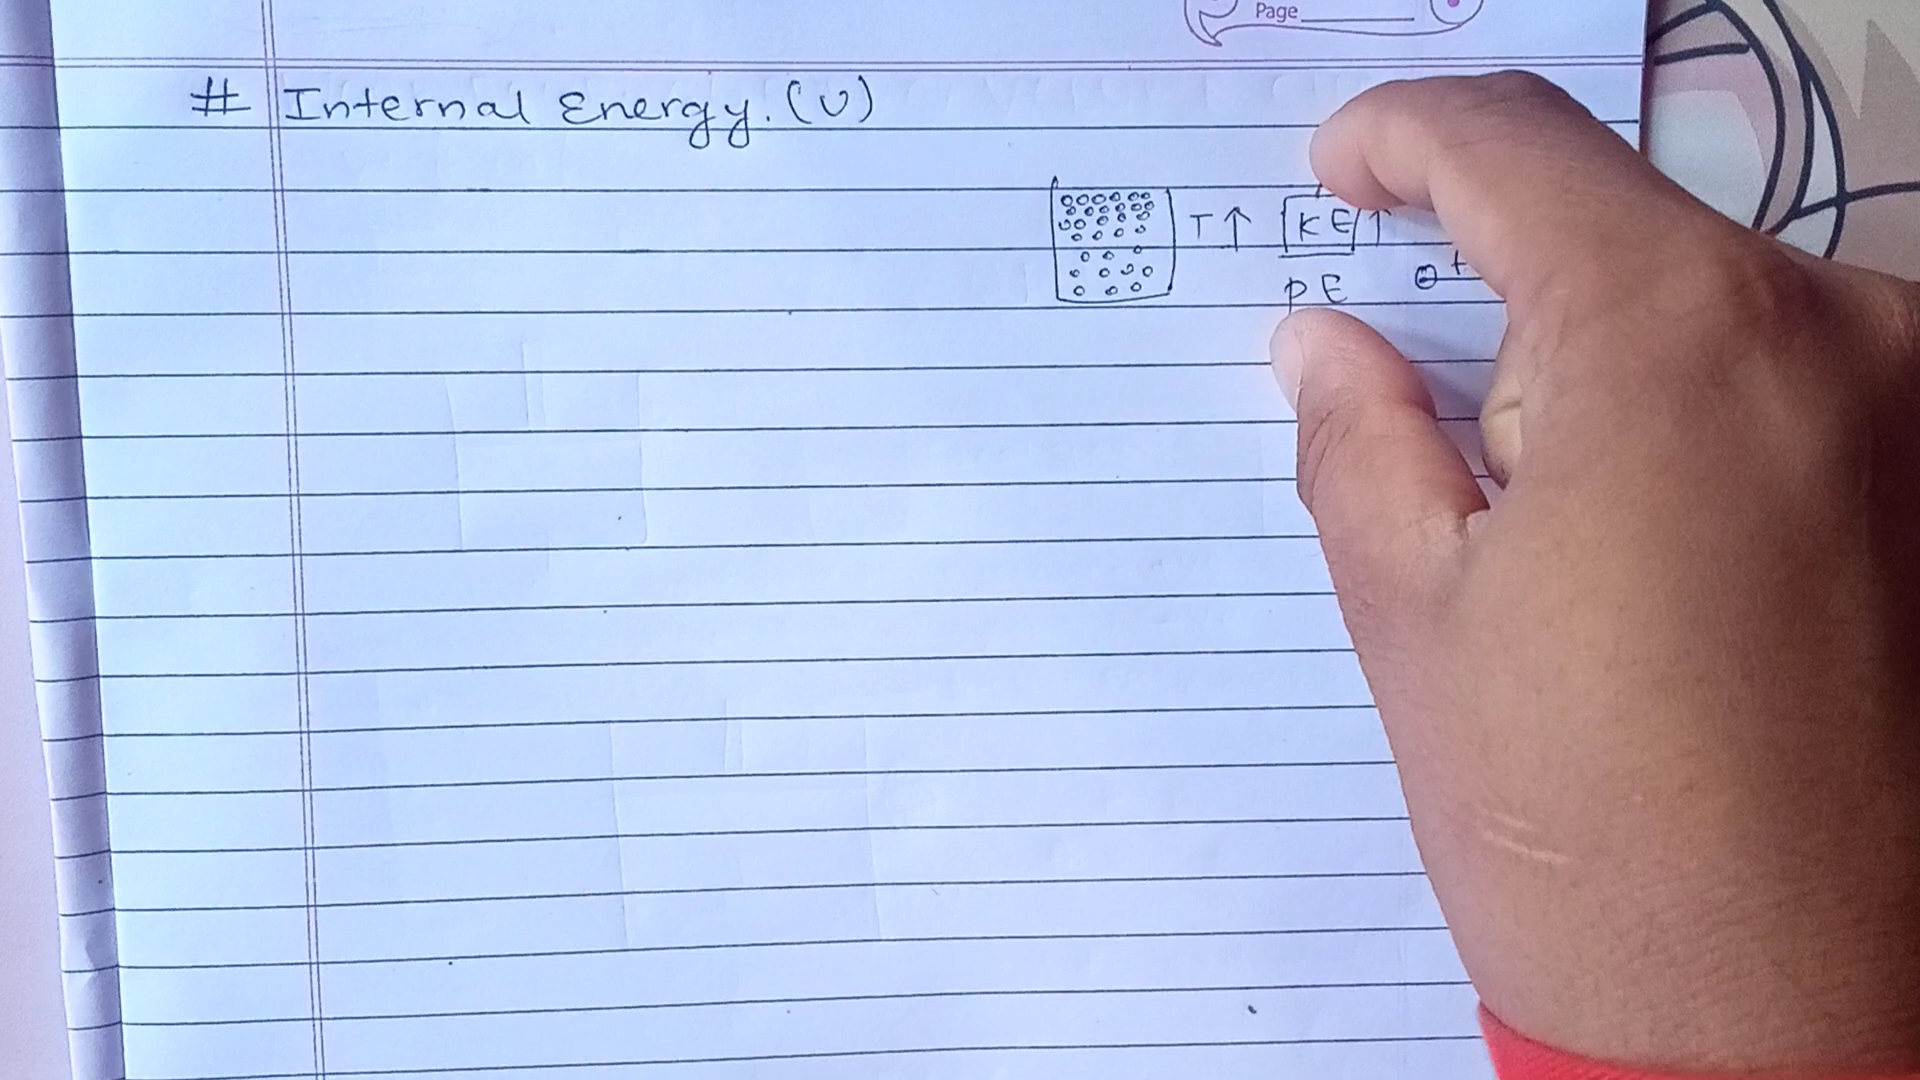 Page
# Internal Energy. (U)
T ↑ KE ↑
PE ⊖ +